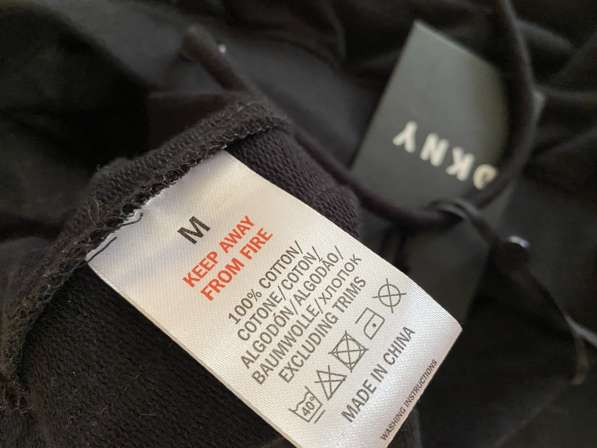 M
KEEP AWAY
FROM FIRE
100% COTTON/
COTONE/COTON/
ALGODÓN/ALGODÃO/
BAUMWOLLE/ХЛОПОК
EXCLUDING TRIMS
40°
MADE IN CHINA
WASHING INSTRUCTIONS
DKNY